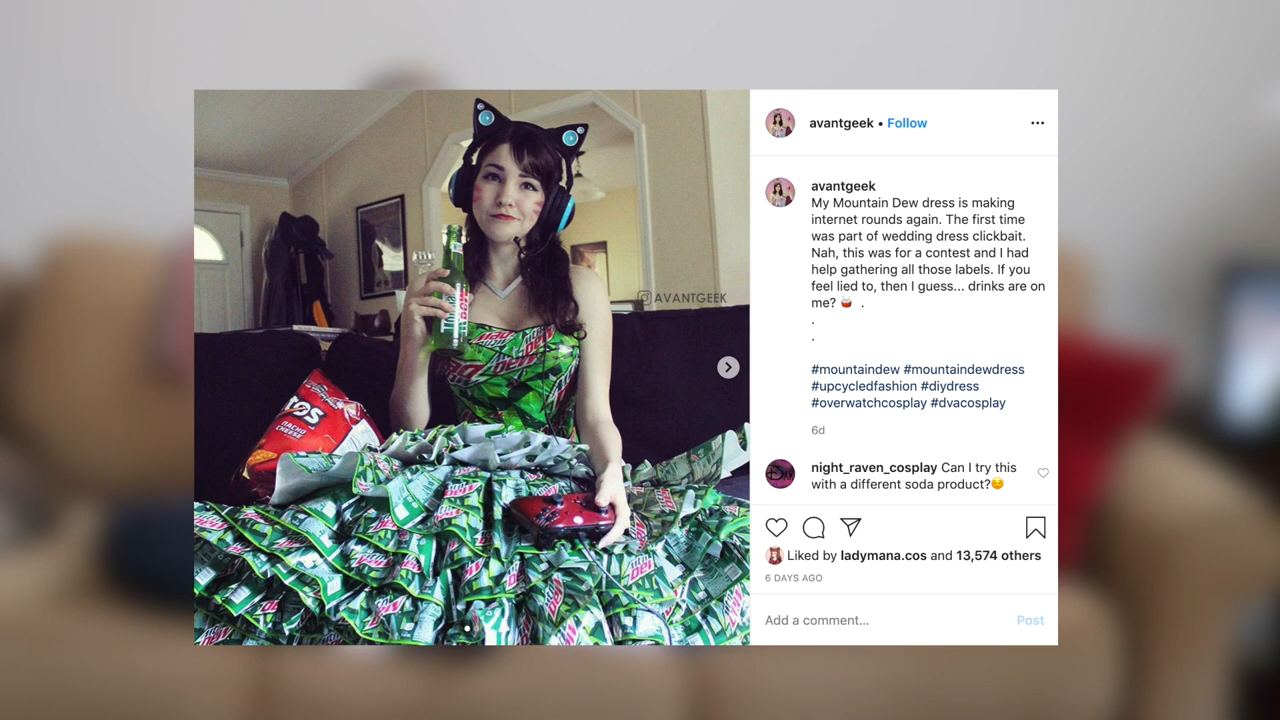 avantgeek • Follow
avantgeek
My Mountain Dew dress is making
internet rounds again. The first time
was part of wedding dress clickbait.
Nah, this was for a contest and I had
help gathering all those labels. If you
feel lied to, then I guess... drinks are on
me? 🥁 .
.
.
#mountaindew #mountaindewdress
#upcycledfashion #diydress
#overwatchcosplay #dvacosplay
6d
night_raven_cosplay Can I try this
with a different soda product?☺️
Liked by ladymana.cos and 13,574 others
6 DAYS AGO
Add a comment... Post
AVANTGEEK
NACHO
CHEESE